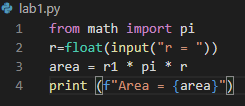 lab1.py
1 from math import pi
2 r=float(input("r = "))
3 area = r1 * pi * r
4 print (f"Area = {area}")